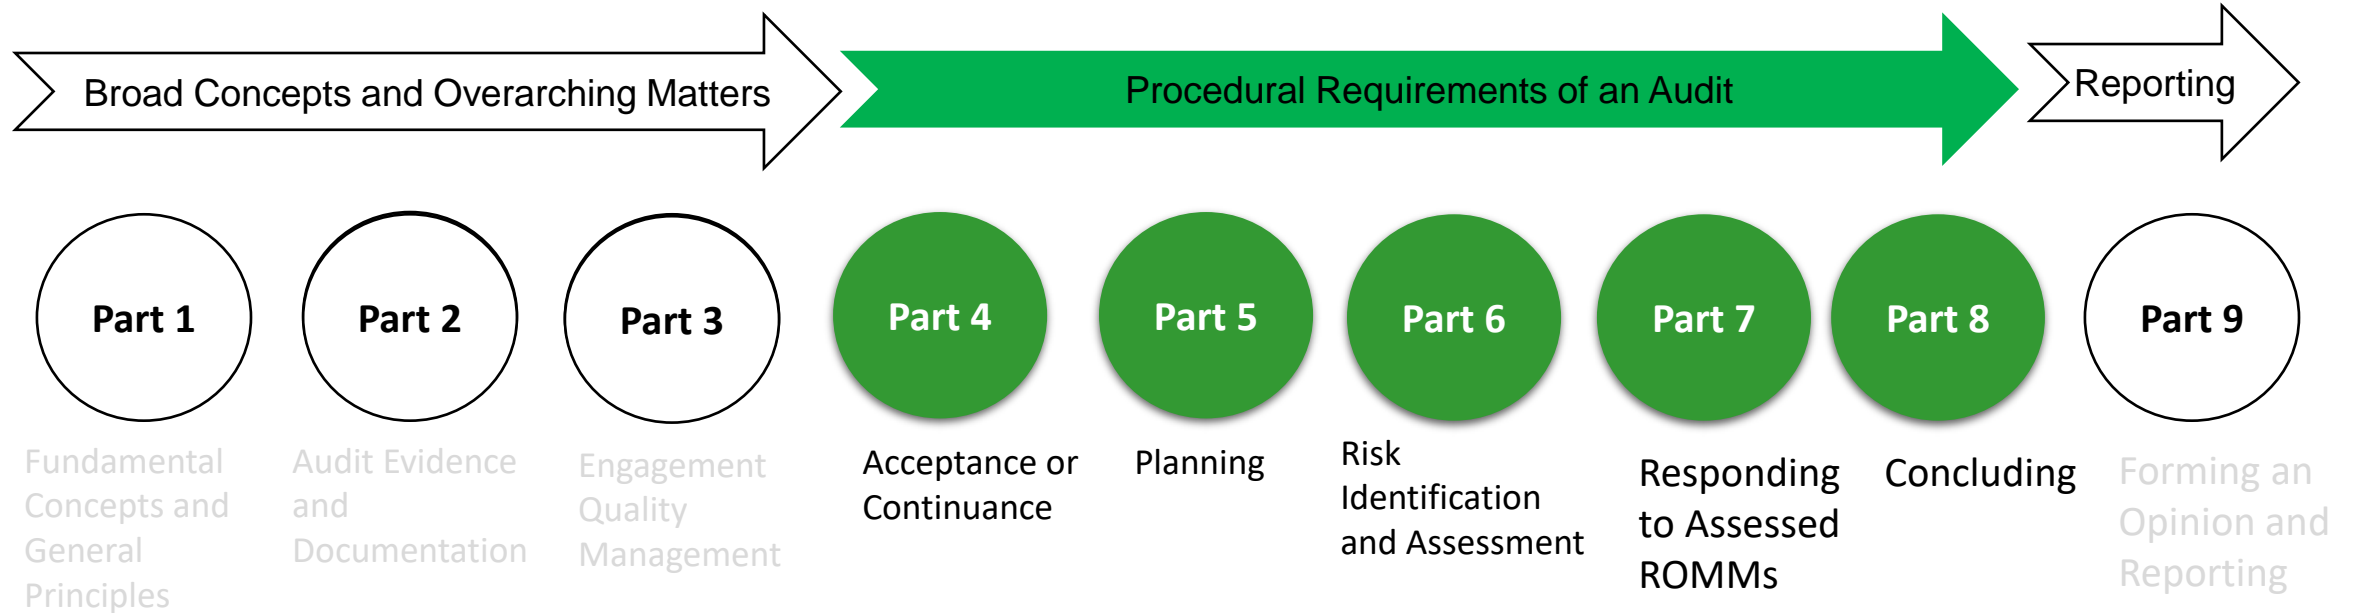 Broad Concepts and Overarching Matters
Procedural Requirements of an Audit
Reporting
Part 1
Part 2
Part 3
Part 4
Part 5
Part 6
Part 7
Part 8
Part 9
Fundamental
Concepts and
General
Principles
Audit Evidence
and
Documentation
Engagement
Quality
Management
Acceptance or
Continuance
Planning
Risk
Identification
and Assessment
Responding
to Assessed
ROMMs
Concluding
Forming an
Opinion and
Reporting